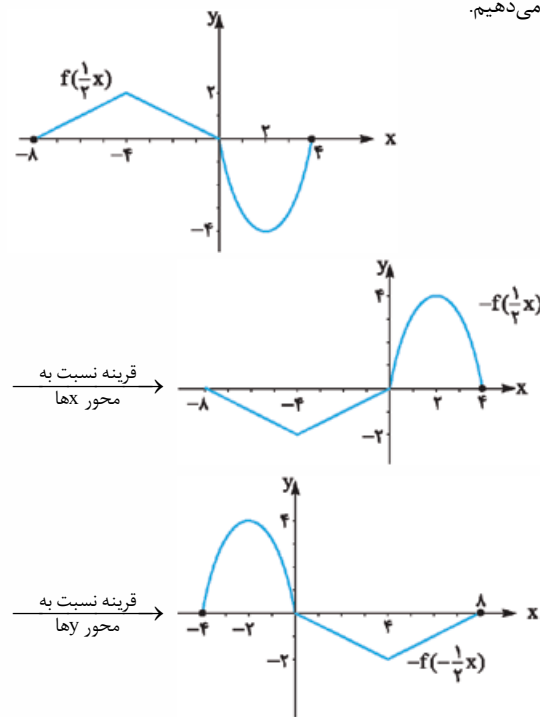 می‌دهیم.
y
f(۱/۲x)
۲
−۸ −۴ ۲ ۴ x
−۴
y
۴
−f(۱/۲x)
قرینه نسبت به
محور xها
−۸ −۴ ۲ ۴ x
−۲
y
۴
قرینه نسبت به
محور yها
−۴ −۲ ۴ ۸ x
−۲
−f(−۱/۲x)